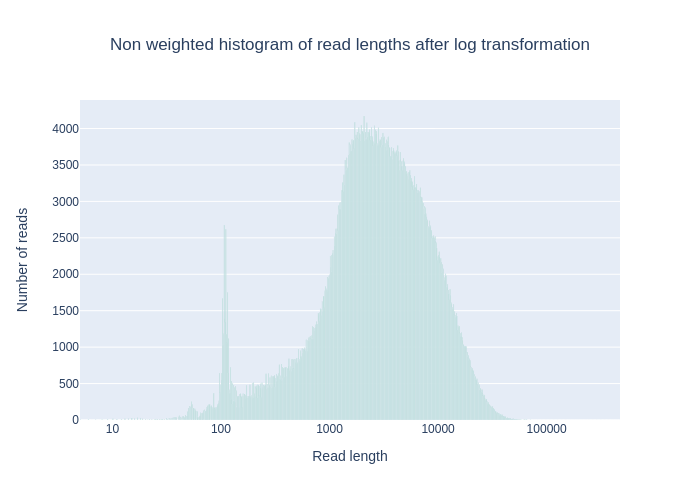 Non weighted histogram of read lengths after log transformation
Number of reads
4000
3500
3000
2500
2000
1500
1000
500
0
10 100 1000 10000 100000
Read length